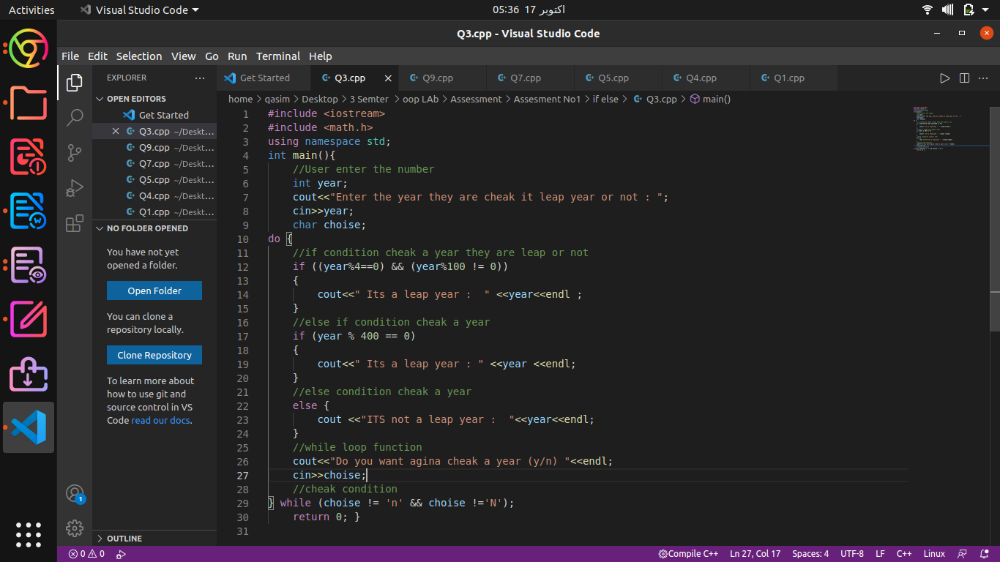 Activities
Visual Studio Code
05:36 17 اکتوبر
Q3.cpp - Visual Studio Code
File Edit Selection View Go Run Terminal Help
EXPLORER
OPEN EDITORS
Get Started
Q3.cpp ~/Deskt...
Q9.cpp ~/Deskt...
Q7.cpp ~/Deskt...
Q5.cpp ~/Deskt...
Q4.cpp ~/Deskt...
Q1.cpp ~/Deskt...
NO FOLDER OPENED
You have not yet
opened a folder.
Open Folder
You can clone a
repository locally.
Clone Repository
To learn more about
how to use git and
source control in VS
Code read our docs.
OUTLINE
1
Get Started Q3.cpp Q9.cpp Q7.cpp Q5.cpp Q4.cpp Q1.cpp
home > qasim > Desktop > 3 Semter > oop LAb > Assessment > Assesment No1 > if else > Q3.cpp > main()
1 #include <iostream>
2 #include <math.h>
3 using namespace std;
4 int main(){
5 //User enter the number
6 int year;
7 cout<<"Enter the year they are cheak it leap year or not : ";
8 cin>>year;
9 char choise;
10 do {
11 //if condition cheak a year they are leap or not
12 if ((year%4==0) && (year%100 != 0))
13 {
14 cout<<" Its a leap year :  " <<year<<endl ;
15 }
16 //else if condition cheak a year
17 if (year % 400 == 0)
18 {
19 cout<<" Its a leap year : " <<year <<endl;
20 }
21 //else condition cheak a year
22 else {
23 cout <<"ITS not a leap year :  "<<year<<endl;
24 }
25 //while loop function
26 cout<<"Do you want agina cheak a year (y/n) "<<endl;
27 cin>>choise;
28 //cheak condition
29 } while (choise != 'n' && choise !='N');
30 return 0; }
31
0 0
Compile C++ Ln 27, Col 17 Spaces: 4 UTF-8 LF C++ Linux